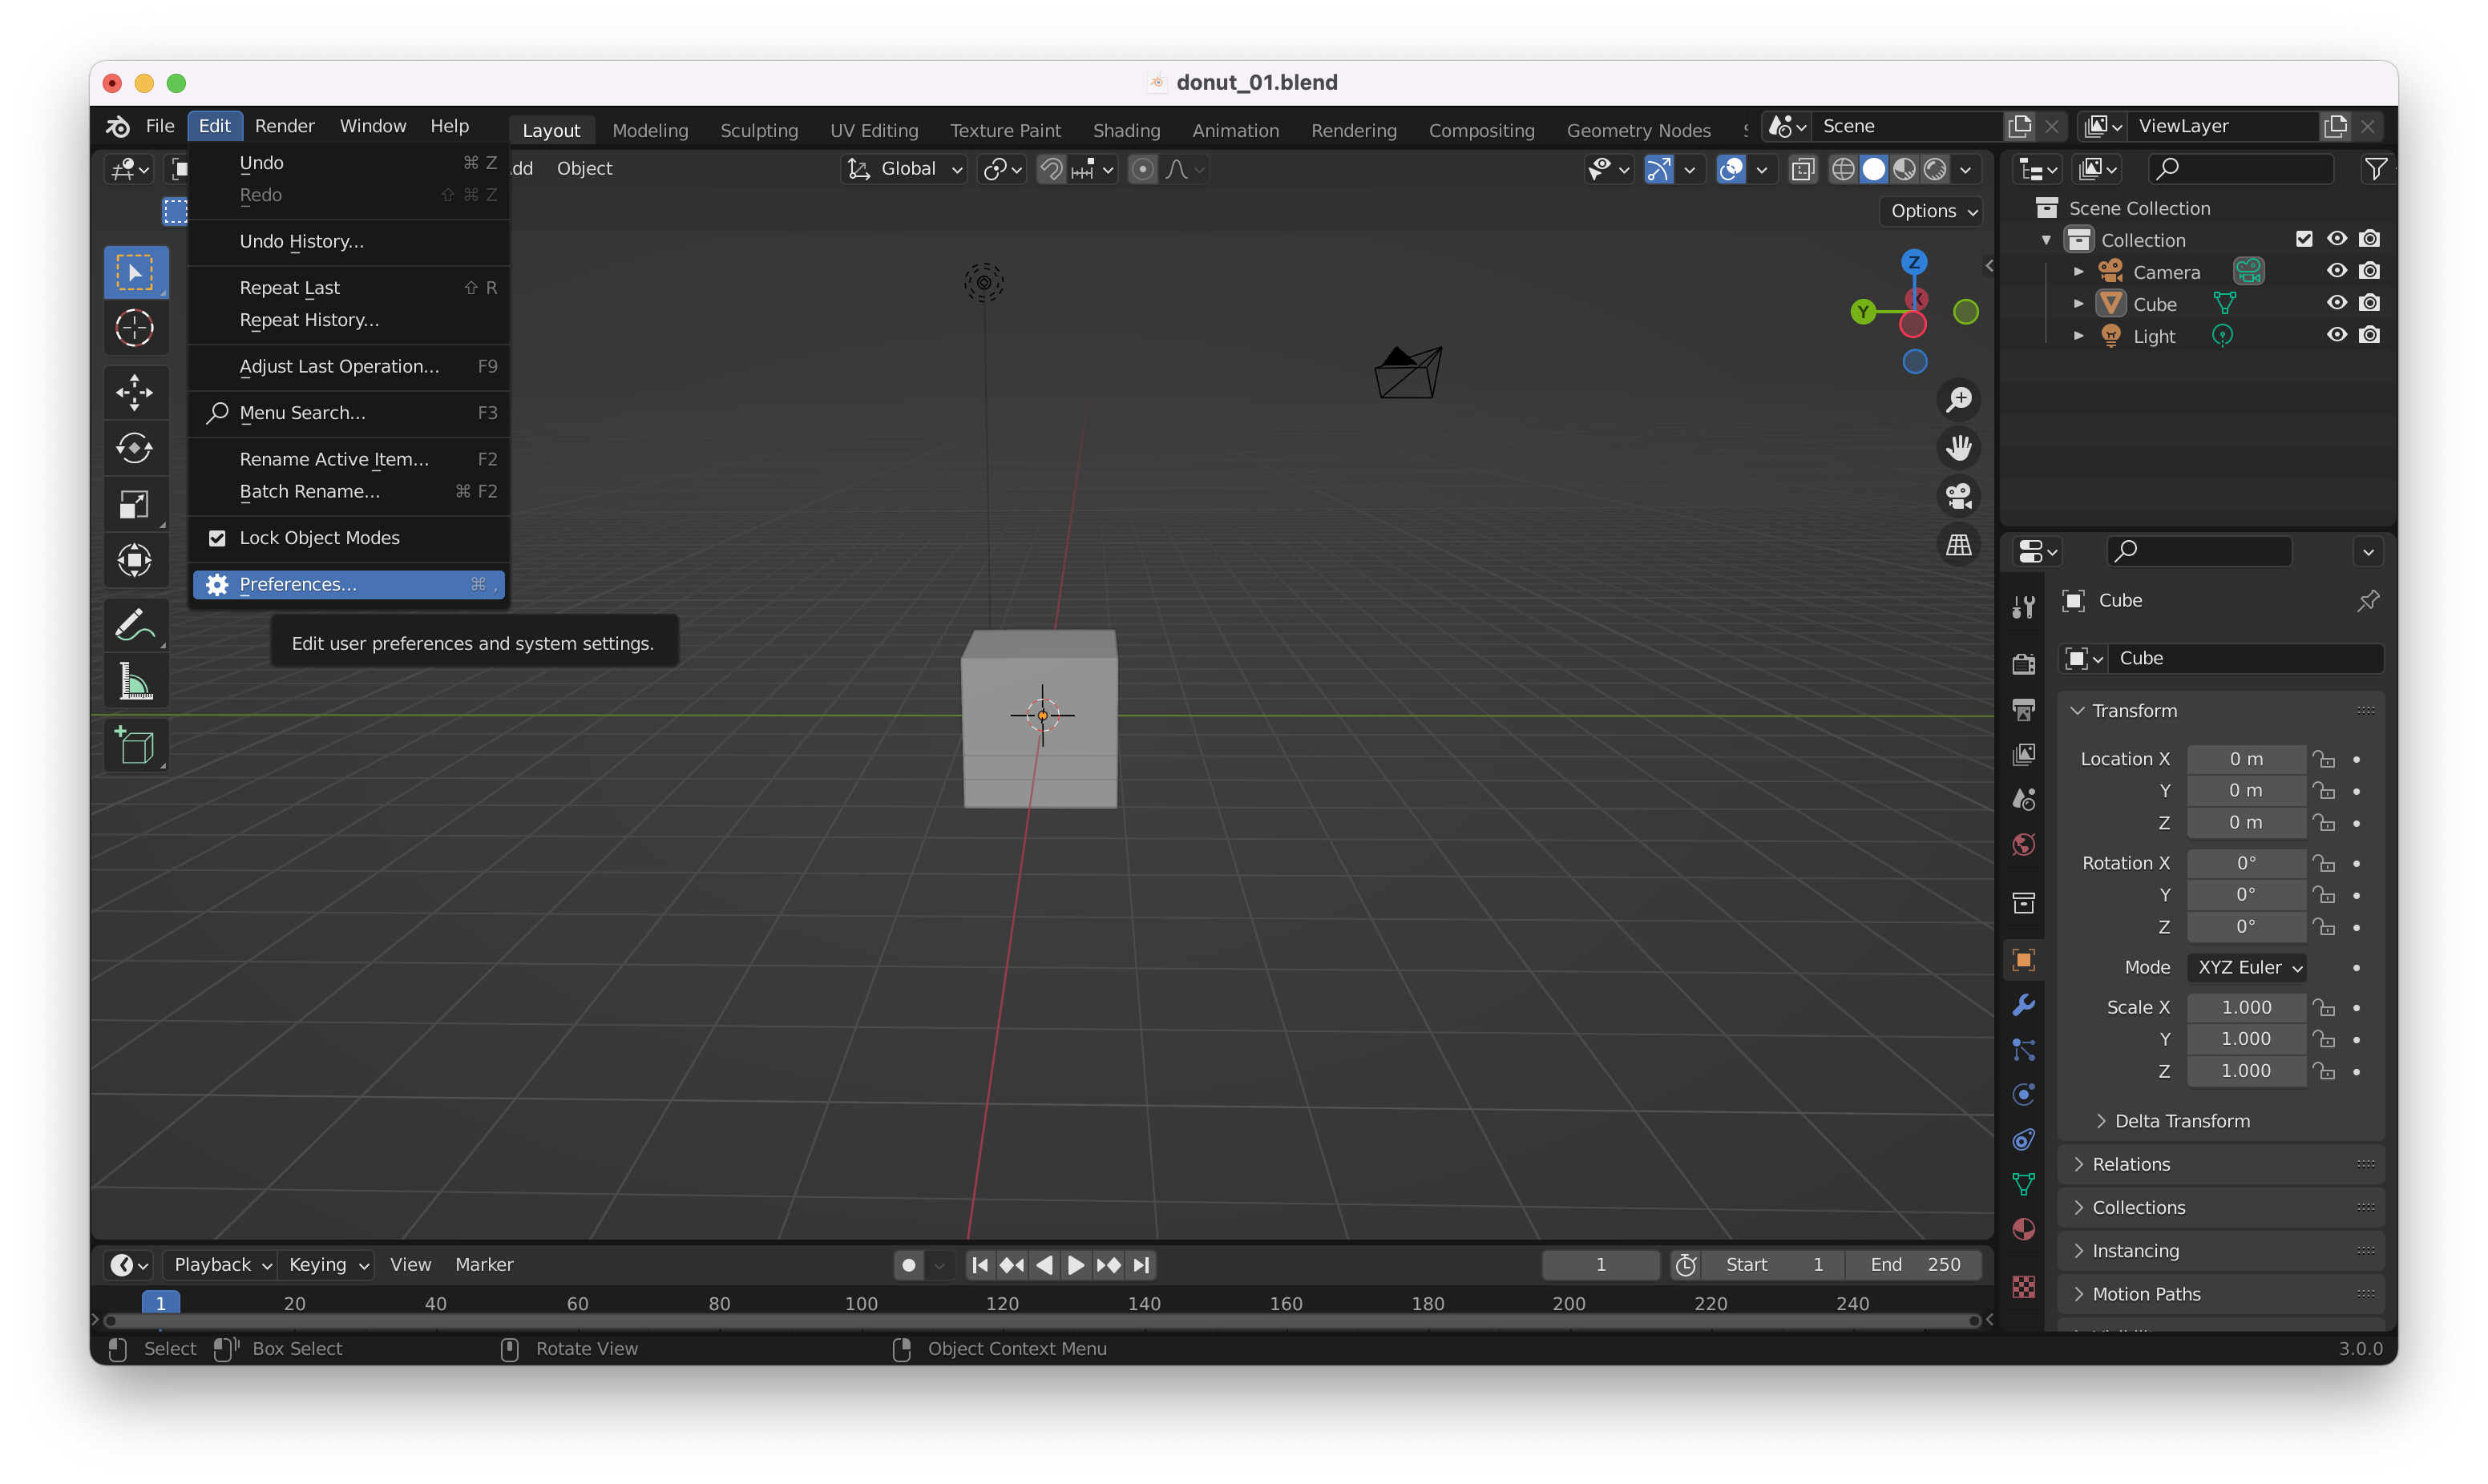 donut_01.blend
File Edit Render Window Help Layout Modeling Sculpting UV Editing Texture Paint Shading Animation Rendering Compositing Geometry Nodes Scene ViewLayer
Object Global
Options
Undo ⌘ Z
Redo ⇧ ⌘ Z
Undo History...
Repeat Last ⇧ R
Repeat History...
Adjust Last Operation... F9
Menu Search... F3
Rename Active Item... F2
Batch Rename... ⌘ F2
Lock Object Modes
Preferences... ⌘ ,
Edit user preferences and system settings.
Z
X
Y
Scene Collection
Collection
Camera
Cube
Light
Cube
Cube
Transform
Location X 0 m
Y 0 m
Z 0 m
Rotation X 0°
Y 0°
Z 0°
Mode XYZ Euler
Scale X 1.000
Y 1.000
Z 1.000
Delta Transform
Relations
Collections
Instancing
Motion Paths
Playback Keying View Marker 1 Start 1 End 250
1 20 40 60 80 100 120 140 160 180 200 220 240
Select Box Select Rotate View Object Context Menu 3.0.0